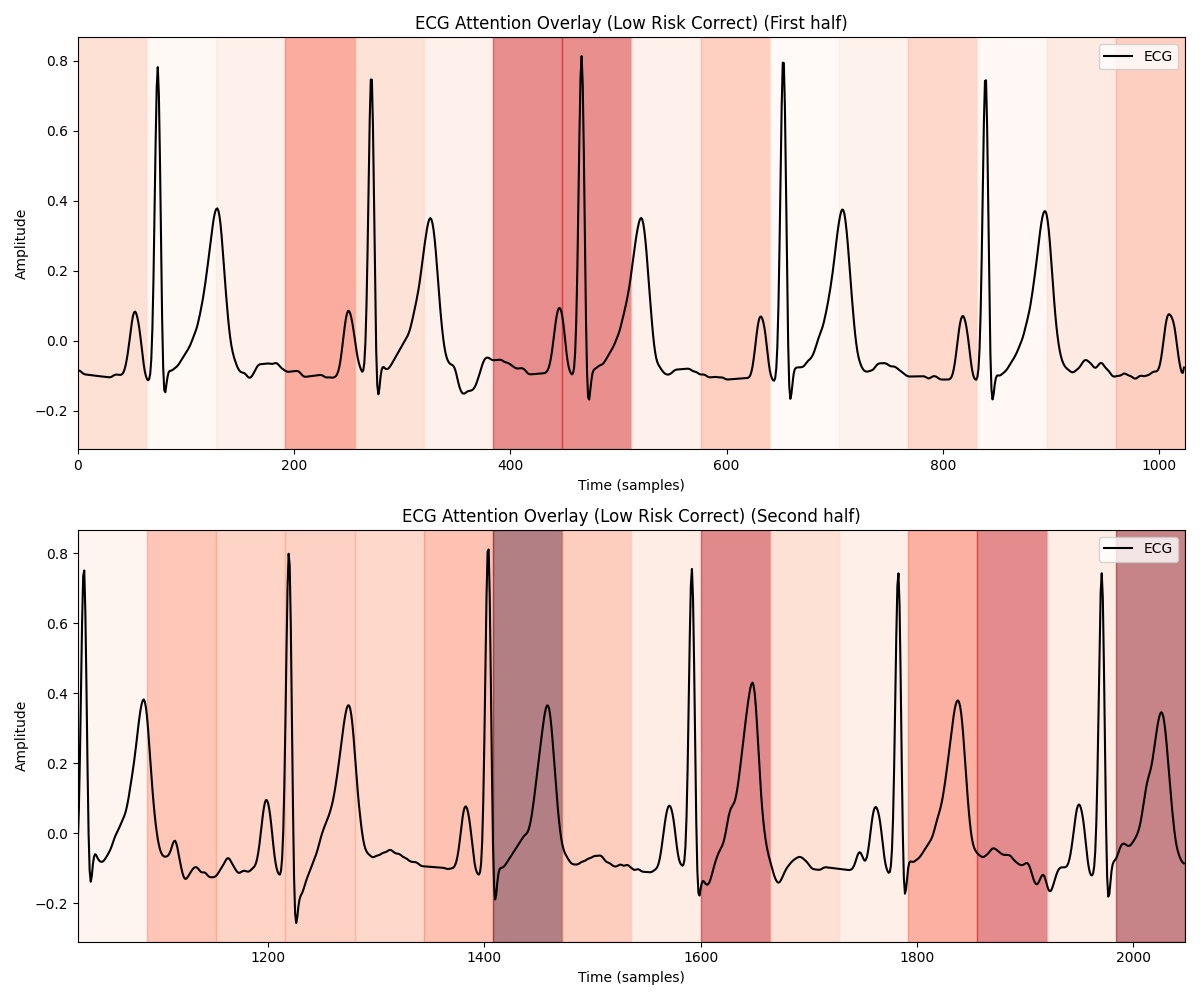 ECG Attention Overlay (Low Risk Correct) (First half)
ECG
0.8
0.6
0.4
0.2
0.0
−0.2
Amplitude
0 200 400 600 800 1000
Time (samples)
ECG Attention Overlay (Low Risk Correct) (Second half)
ECG
0.8
0.6
0.4
0.2
0.0
−0.2
Amplitude
1200 1400 1600 1800 2000
Time (samples)